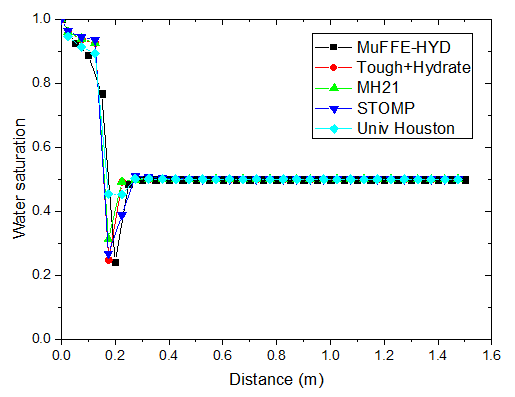 1.0
MuFFE-HYD
Tough+Hydrate
MH21
STOMP
Univ Houston
0.8
0.6
0.4
0.2
0.0
Water saturation
0.0 0.2 0.4 0.6 0.8 1.0 1.2 1.4 1.6
Distance (m)